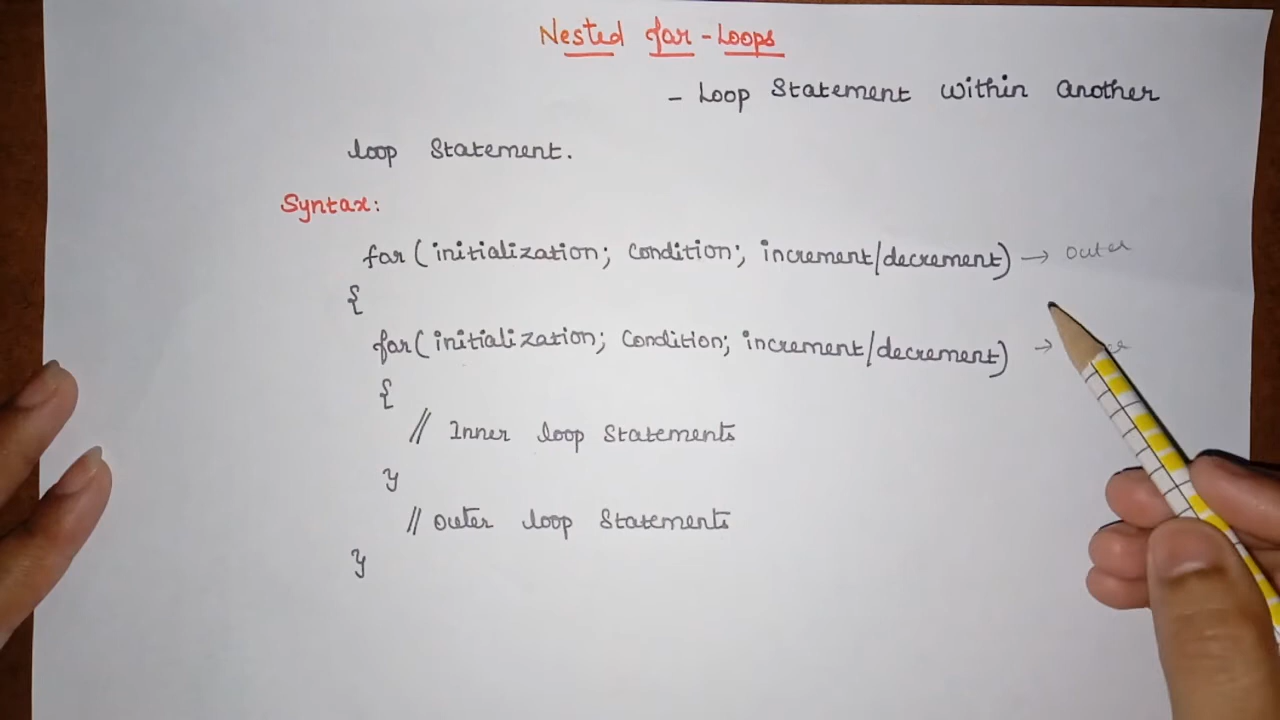 Nested for-Loops
- Loop Statement within another
loop Statement.
Syntax:
for(initialization; Condition; increment/decrement) → Outer
{
for(initialization; Condition; increment/decrement) →
{
// Inner loop Statements
}
// Outer loop Statements
}